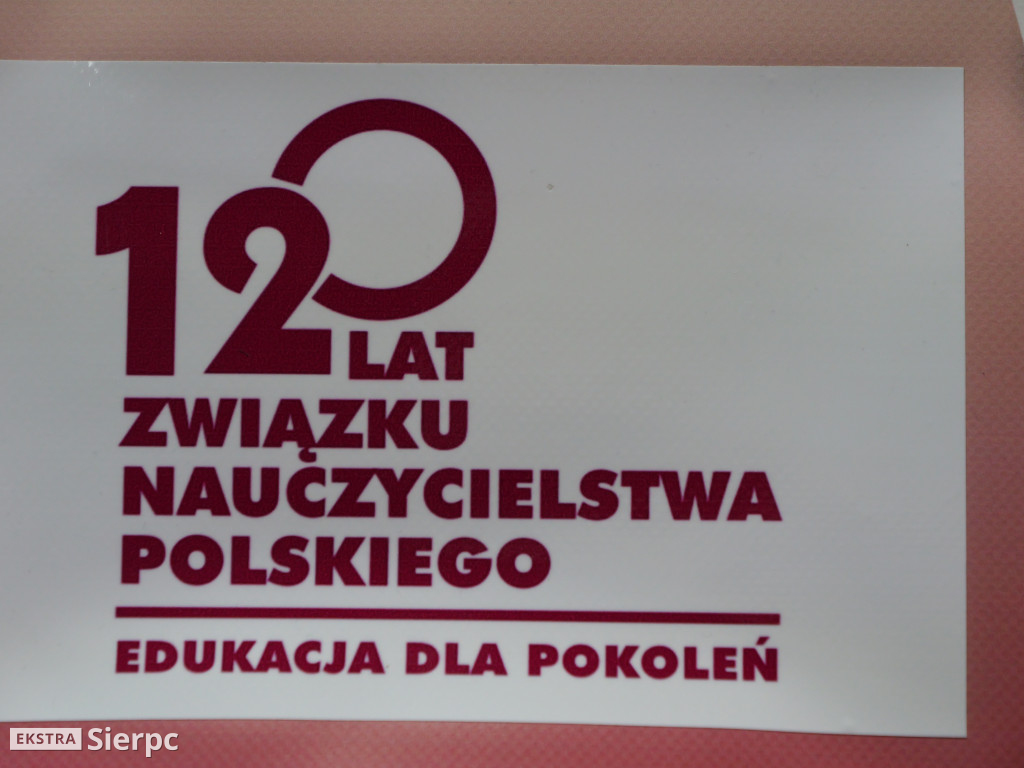 120 LAT
ZWIĄZKU
NAUCZYCIELSTWA
POLSKIEGO
EDUKACJA DLA POKOLEŃ
EKSTRA Sierpc